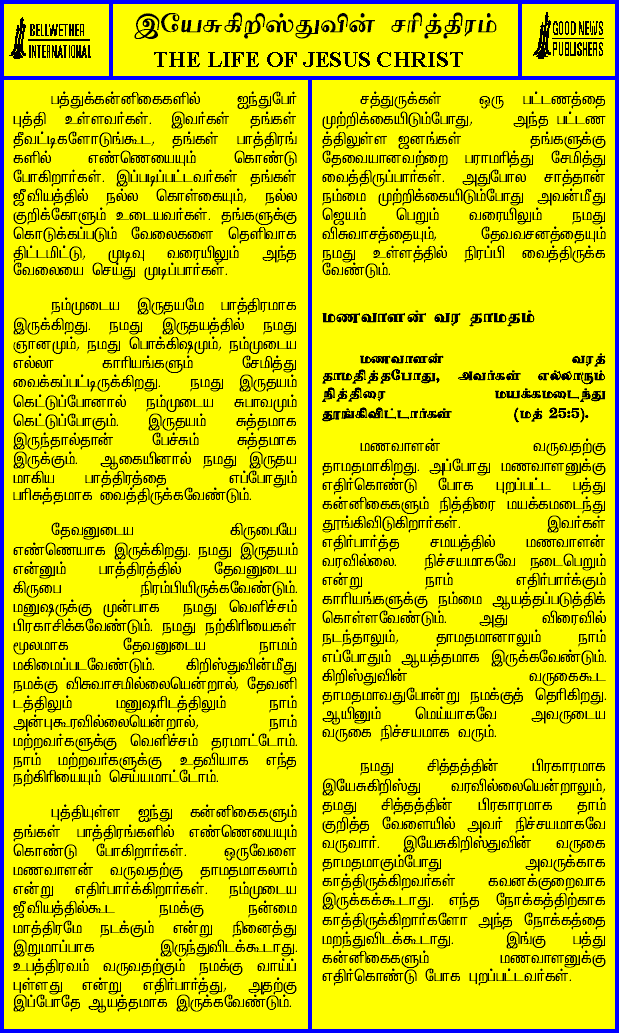 BELLWETHER
INTERNATIONAL
இயேசுகிறிஸ்துவின் சரித்திரம்
THE LIFE OF JESUS CHRIST
GOOD NEWS
PUBLISHERS
பத்துக்கன்னிகைகளில் ஐந்துபேர்
புத்தி உள்ளவர்கள். இவர்கள் தங்கள்
தீவட்டிகளோடுங்கூட, தங்கள் பாத்திரங்
களில் எண்ணெயையும் கொண்டு
போகிறார்கள். இப்படிப்பட்டவர்கள் தங்கள்
ஜீவியத்தில் நல்ல கொள்கையும், நல்ல
குறிக்கோளும் உடையவர்கள். தங்களுக்கு
கொடுக்கப்படும் வேலைகளை தெளிவாக
திட்டமிட்டு, முடிவு வரையிலும் அந்த
வேலையை செய்து முடிப்பார்கள்.
நம்முடைய இருதயமே பாத்திரமாக
இருக்கிறது. நமது இருதயத்தில் நமது
ஞானமும், நமது பொக்கிஷமும், நம்முடைய
எல்லா காரியங்களும் சேமித்து
வைக்கப்பட்டிருக்கிறது. நமது இருதயம்
கெட்டுப்போனால் நம்முடைய சுபாவமும்
கெட்டுப்போகும். இருதயம் சுத்தமாக
இருந்தால்தான் பேச்சும் சுத்தமாக
இருக்கும். ஆகையினால் நமது இருதய
மாகிய பாத்திரத்தை எப்போதும்
பரிசுத்தமாக வைத்திருக்கவேண்டும்.
தேவனுடைய கிருபையே
எண்ணெயாக இருக்கிறது. நமது இருதயம்
என்னும் பாத்திரத்தில் தேவனுடைய
கிருபை நிரம்பியிருக்கவேண்டும்.
மனுஷருக்கு முன்பாக நமது வெளிச்சம்
பிரகாசிக்கவேண்டும். நமது நற்கிரியைகள்
மூலமாக தேவனுடைய நாமம்
மகிமைப்படவேண்டும். கிறிஸ்துவின்மீது
நமக்கு விசுவாசமில்லையென்றால், தேவனி
டத்திலும் மனுஷரிடத்திலும் நாம்
அன்புகூரவில்லையென்றால், நாம்
மற்றவர்களுக்கு வெளிச்சம் தரமாட்டோம்.
நாம் மற்றவர்களுக்கு உதவியாக எந்த
நற்கிரியையும் செய்யமாட்டோம்.
புத்தியுள்ள ஐந்து கன்னிகைகளும்
தங்கள் பாத்திரங்களில் எண்ணெயையும்
கொண்டு போகிறார்கள். ஒருவேளை
மணவாளன் வருவதற்கு தாமதமாகலாம்
என்று எதிர்பார்க்கிறார்கள். நம்முடைய
ஜீவியத்தில்கூட நமக்கு நன்மை
மாத்திரமே நடக்கும் என்று நினைத்து
இறுமாப்பாக இருந்துவிடக்கூடாது.
உபத்திரவம் வருவதற்கும் நமக்கு வாய்ப்
புள்ளது என்று எதிர்பார்த்து, அதற்கு
இப்போதே ஆயத்தமாக இருக்கவேண்டும்.
சத்துருக்கள் ஒரு பட்டணத்தை
முற்றிக்கையிடும்போது, அந்த பட்டண
த்திலுள்ள ஜனங்கள் தங்களுக்கு
தேவையானவற்றை பராமரித்து சேமித்து
வைத்திருப்பார்கள். அதுபோல சாத்தான்
நம்மை முற்றிக்கையிடும்போது அவன்மீது
ஜெயம் பெறும் வரையிலும் நமது
விசுவாசத்தையும், தேவவசனத்தையும்
நமது உள்ளத்தில் நிரப்பி வைத்திருக்க
வேண்டும்.
மணவாளன் வர தாமதம்
மணவாளன் வரத்
தாமதித்தபோது, அவர்கள் எல்லாரும்
நித்திரை மயக்கமடைந்து
தூங்கிவிட்டார்கள் (மத் 25:5).
மணவாளன் வருவதற்கு
தாமதமாகிறது. அப்போது மணவாளனுக்கு
எதிர்கொண்டு போக புறப்பட்ட பத்து
கன்னிகைகளும் நித்திரை மயக்கமடைந்து
தூங்கிவிடுகிறார்கள். இவர்கள்
எதிர்பார்த்த சமயத்தில் மணவாளன்
வரவில்லை. நிச்சயமாகவே நடைபெறும்
என்று நாம் எதிர்பார்க்கும்
காரியங்களுக்கு நம்மை ஆயத்தப்படுத்திக்
கொள்ளவேண்டும். அது விரைவில்
நடந்தாலும், தாமதமானாலும் நாம்
எப்போதும் ஆயத்தமாக இருக்கவேண்டும்.
கிறிஸ்துவின் வருகைகூட
தாமதமாவதுபோன்று நமக்குத் தெரிகிறது.
ஆயினும் மெய்யாகவே அவருடைய
வருகை நிச்சயமாக வரும்.
நமது சித்தத்தின் பிரகாரமாக
இயேசுகிறிஸ்து வரவில்லையென்றாலும்,
தமது சித்தத்தின் பிரகாரமாக தாம்
குறித்த வேளையில் அவர் நிச்சயமாகவே
வருவார். இயேசுகிறிஸ்துவின் வருகை
தாமதமாகும்போது அவருக்காக
காத்திருக்கிறவர்கள் கவனக்குறைவாக
இருக்கக்கூடாது. எந்த நோக்கத்திற்காக
காத்திருக்கிறார்களோ அந்த நோக்கத்தை
மறந்துவிடக்கூடாது. இங்கு பத்து
கன்னிகைகளும் மணவாளனுக்கு
எதிர்கொண்டு போக புறப்பட்டவர்கள்.